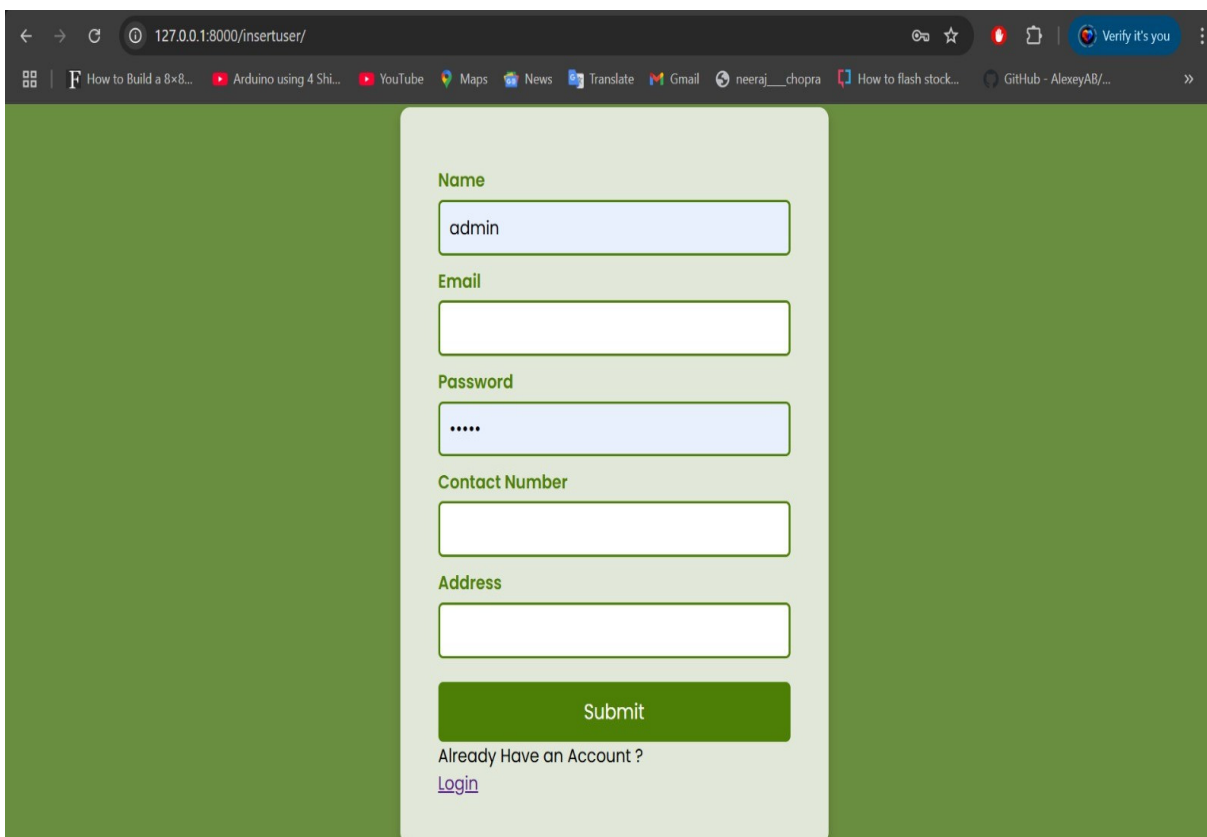 127.0.0.1:8000/insertuser/
Verify it's you
How to Build a 8×8... Arduino using 4 Shi... YouTube Maps News Translate Gmail neeraj___chopra How to flash stock... GitHub - AlexeyAB/... »
Name
admin
Email
Password
•••••
Contact Number
Address
Submit
Already Have an Account ?
Login